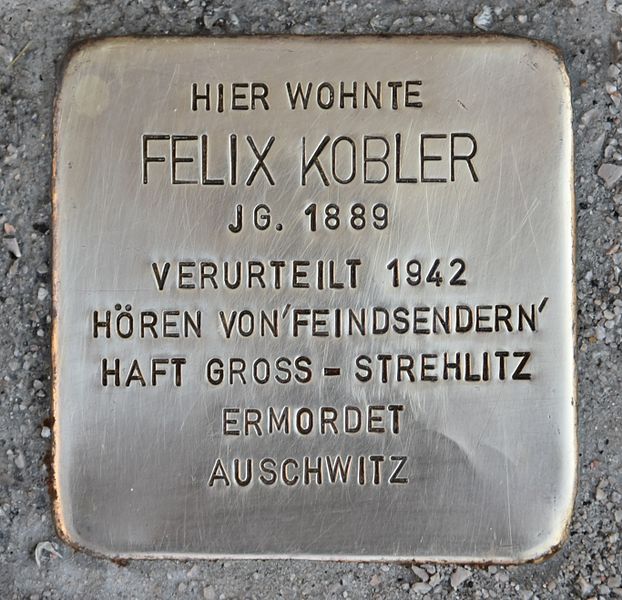 HIER WOHNTE
FELIX KOBLER
JG. 1889
VERURTEILT 1942
HÖREN VON 'FEINDSENDERN'
HAFT GROSS - STREHLITZ
ERMORDET
AUSCHWITZ